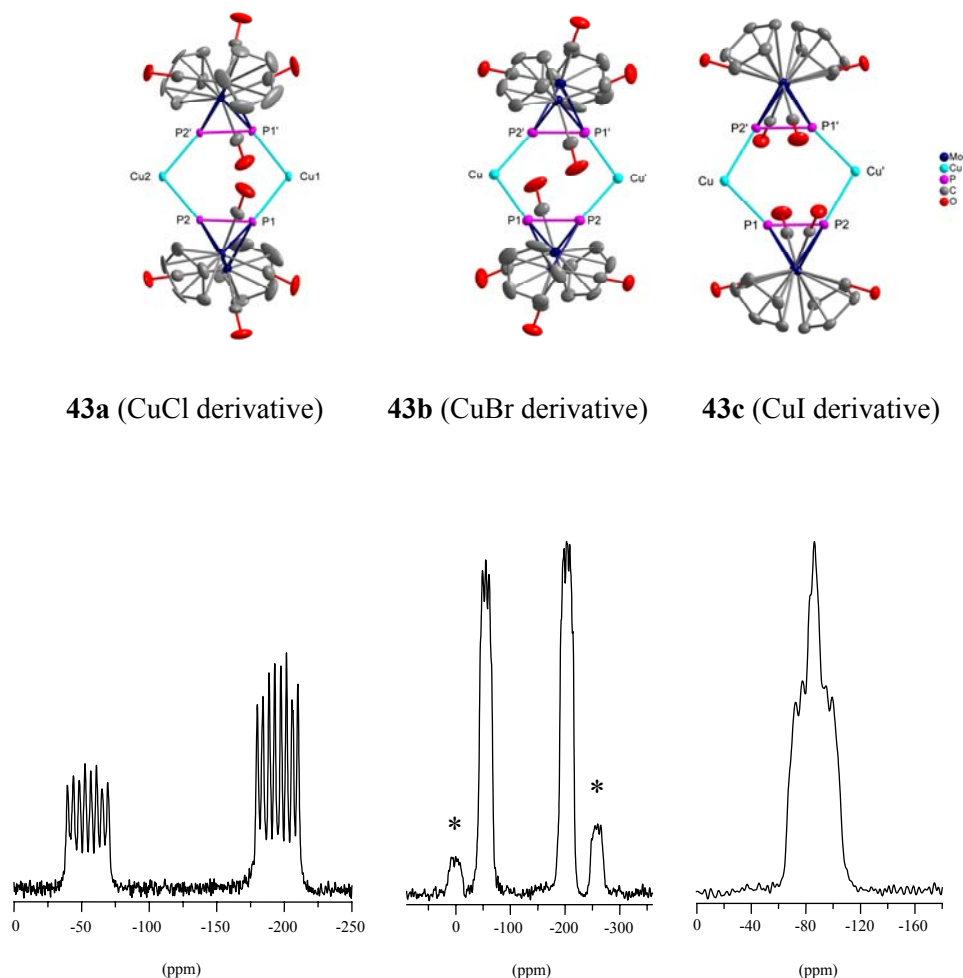 P2' P1' P2' P1' P2' P1'
Cu2 Cu1 Cu Cu' Cu Cu'
P2 P1 P1 P2 P1 P2
Mo
Cu
P
C
O
43a (CuCl derivative) 43b (CuBr derivative) 43c (CuI derivative)
* *
0 -50 -100 -150 -200 -250 0 -100 -200 -300 0 -40 -80 -120 -160
(ppm) (ppm) (ppm)